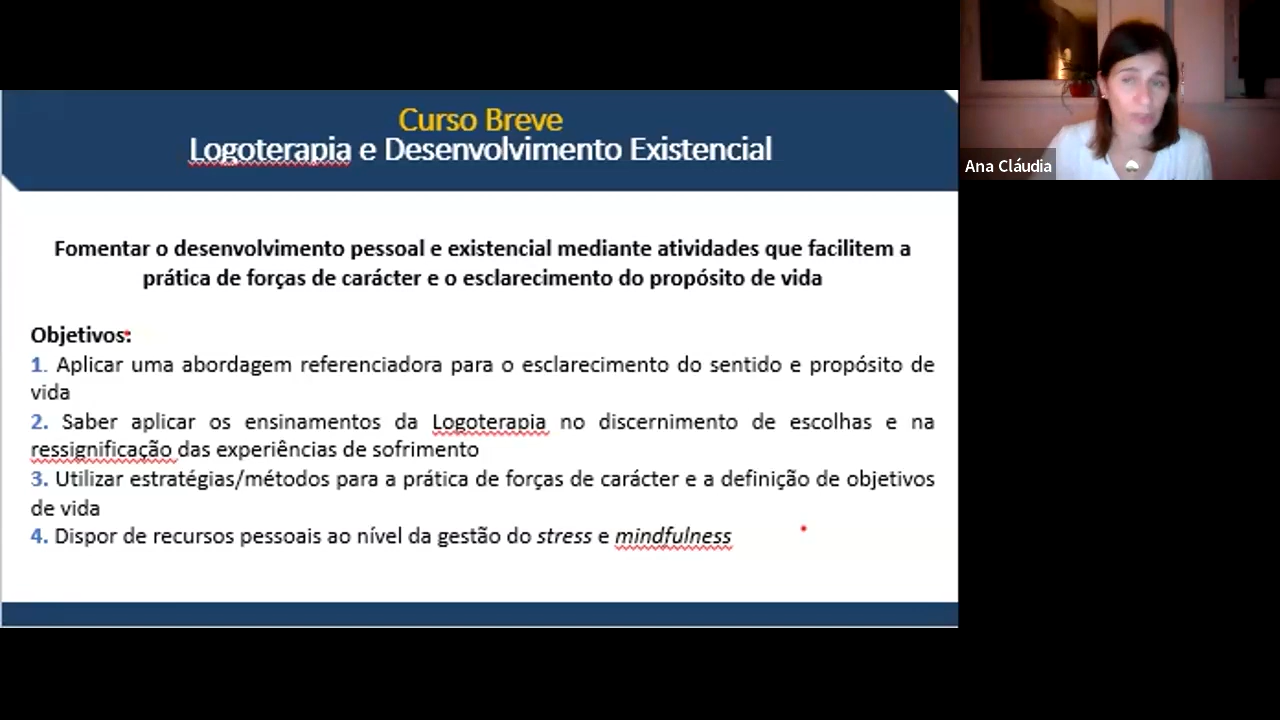 Curso Breve
Logoterapia e Desenvolvimento Existencial
Ana Cláudia
Fomentar o desenvolvimento pessoal e existencial mediante atividades que facilitem a
prática de forças de carácter e o esclarecimento do propósito de vida
Objetivos:
1. Aplicar uma abordagem referenciadora para o esclarecimento do sentido e propósito de
vida
2. Saber aplicar os ensinamentos da Logoterapia no discernimento de escolhas e na
ressignificação das experiências de sofrimento
3. Utilizar estratégias/métodos para a prática de forças de carácter e a definição de objetivos
de vida
4. Dispor de recursos pessoais ao nível da gestão do stress e mindfulness